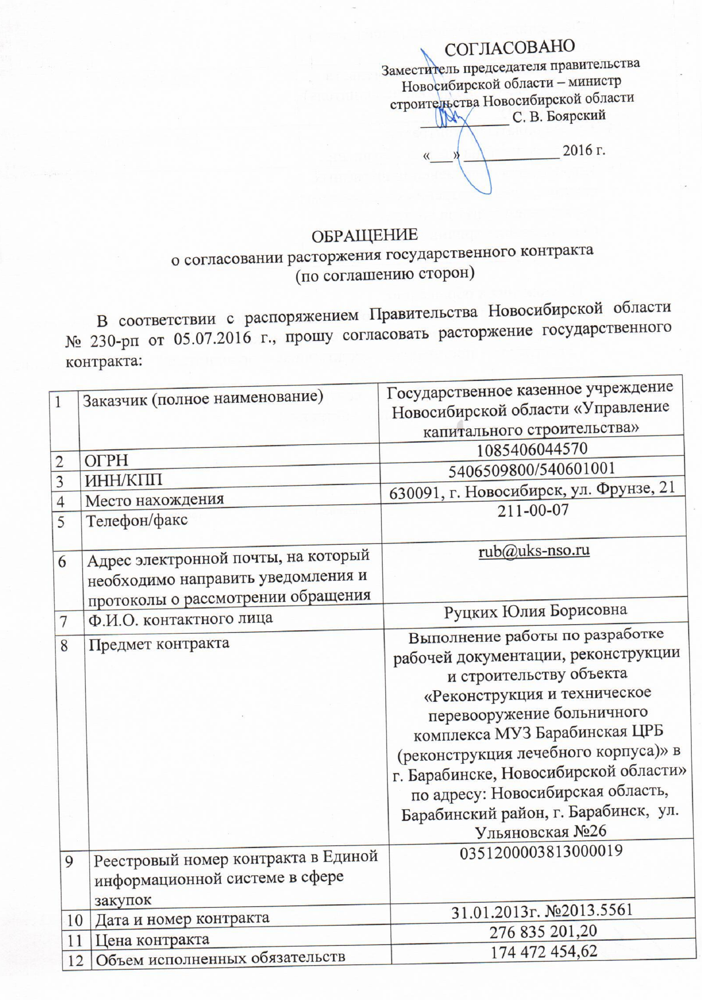 СОГЛАСОВАНО
Заместитель председателя правительства
Новосибирской области – министр
строительства Новосибирской области
____________ С. В. Боярский
«___» _____________ 2016 г.
ОБРАЩЕНИЕ
о согласовании расторжения государственного контракта
(по соглашению сторон)
В соответствии с распоряжением Правительства Новосибирской области
№ 230-рп от 05.07.2016 г., прошу согласовать расторжение государственного
контракта:
1 Заказчик (полное наименование) Государственное казенное учреждение
Новосибирской области «Управление
капитального строительства»
2 ОГРН 1085406044570
3 ИНН/КПП 5406509800/540601001
4 Место нахождения 630091, г. Новосибирск, ул. Фрунзе, 21
5 Телефон/факс 211-00-07
6 Адрес электронной почты, на который rub@uks-nso.ru
необходимо направить уведомления и
протоколы о рассмотрении обращения
7 Ф.И.О. контактного лица Руцких Юлия Борисовна
8 Предмет контракта Выполнение работы по разработке
рабочей документации, реконструкции
и строительству объекта
«Реконструкция и техническое
перевооружение больничного
комплекса МУЗ Барабинская ЦРБ
(реконструкция лечебного корпуса)» в
г. Барабинске, Новосибирской области»
по адресу: Новосибирская область,
Барабинский район, г. Барабинск, ул.
Ульяновская №26
9 Реестровый номер контракта в Единой 0351200003813000019
информационной системе в сфере
закупок
10 Дата и номер контракта 31.01.2013г. №2013.5561
11 Цена контракта 276 835 201,20
12 Объем исполненных обязательств 174 472 454,62